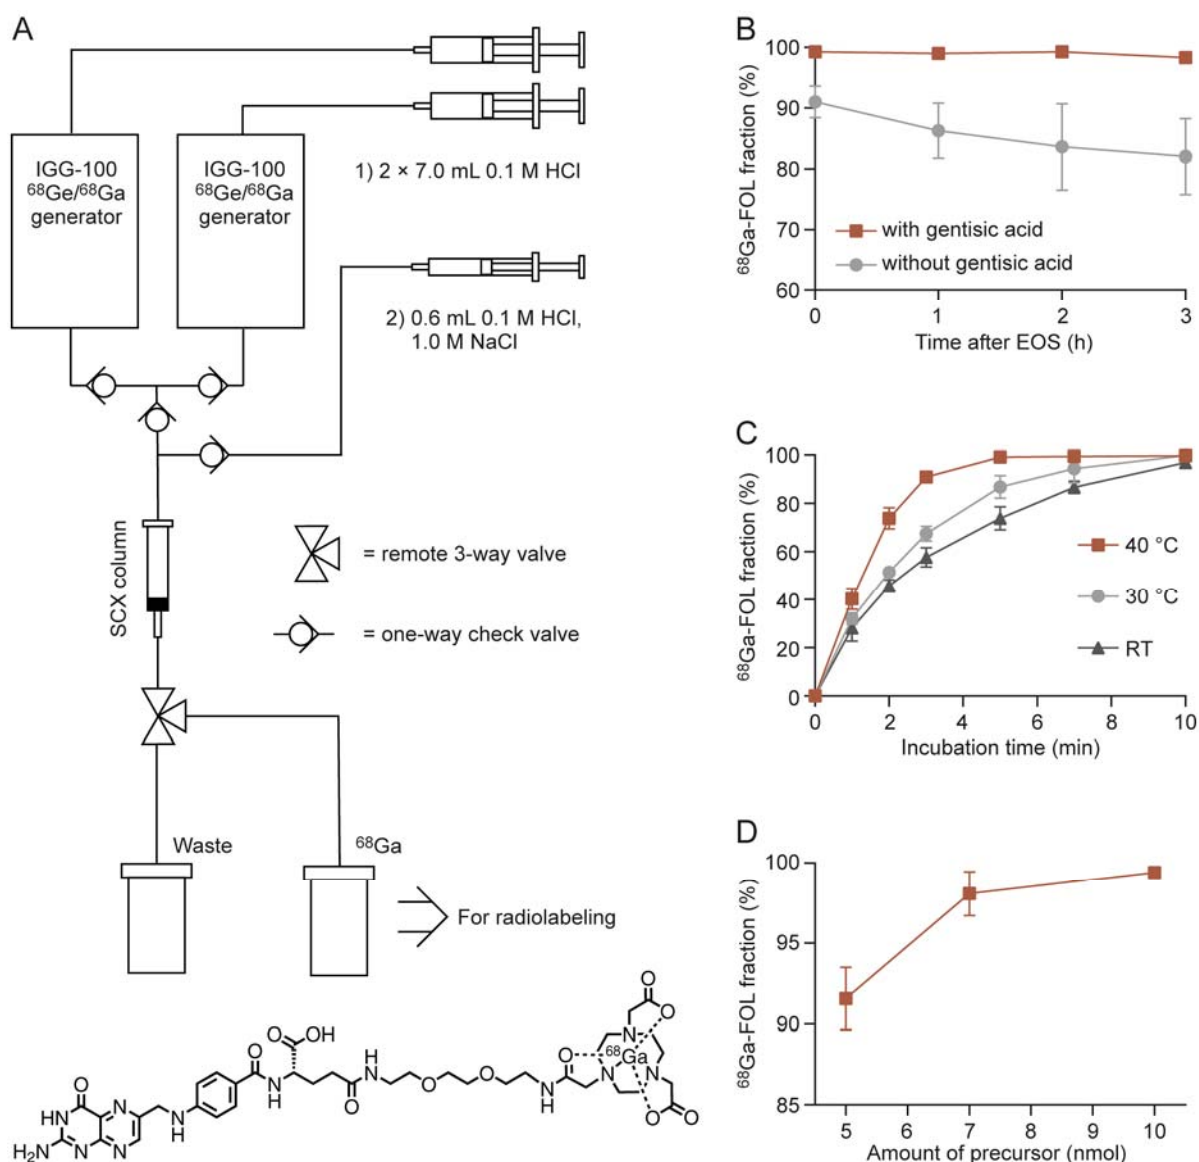 A
IGG-100
⁶⁸Ge/⁶⁸Ga
generator
IGG-100
⁶⁸Ge/⁶⁸Ga
generator
1) 2 × 7.0 mL 0.1 M HCl
2) 0.6 mL 0.1 M HCl,
1.0 M NaCl
SCX column
= remote 3-way valve
= one-way check valve
Waste
⁶⁸Ga
For radiolabeling
O
HN
H₂N
N
N
N
N
N
H
O
N
H
O
OH
O
H
N
O
O
N
H
O
⁶⁸Ga
N
N
N
O
O
O
O
B
⁶⁸Ga-FOL fraction (%)
100
90
80
70
60
with gentisic acid
without gentisic acid
0
1
2
3
Time after EOS (h)
C
⁶⁸Ga-FOL fraction (%)
100
80
60
40
20
0
40 °C
30 °C
RT
0
2
4
6
8
10
Incubation time (min)
D
⁶⁸Ga-FOL fraction (%)
100
95
90
85
5
6
7
8
9
10
Amount of precursor (nmol)